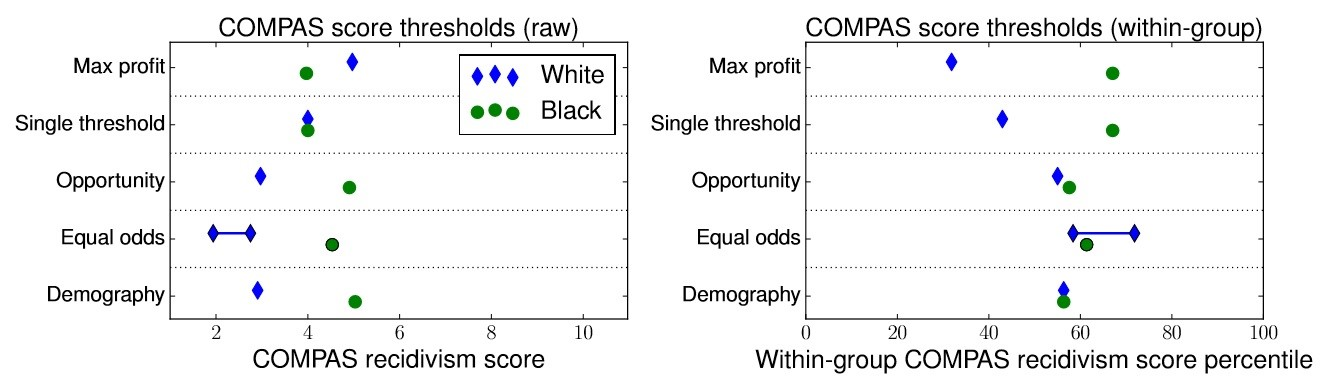 COMPAS score thresholds (raw)
Max profit
Single threshold
Opportunity
Equal odds
Demography
White
Black
2 4 6 8 10
COMPAS recidivism score
COMPAS score thresholds (within-group)
Max profit
Single threshold
Opportunity
Equal odds
Demography
0 20 40 60 80 100
Within-group COMPAS recidivism score percentile